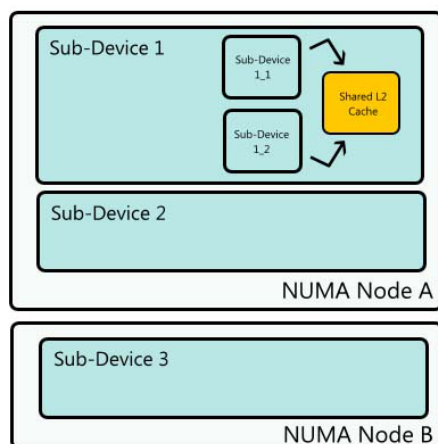 Sub-Device 1
Sub-Device
1_1
Shared L2
Cache
Sub-Device
1_2
Sub-Device 2
NUMA Node A
Sub-Device 3
NUMA Node B